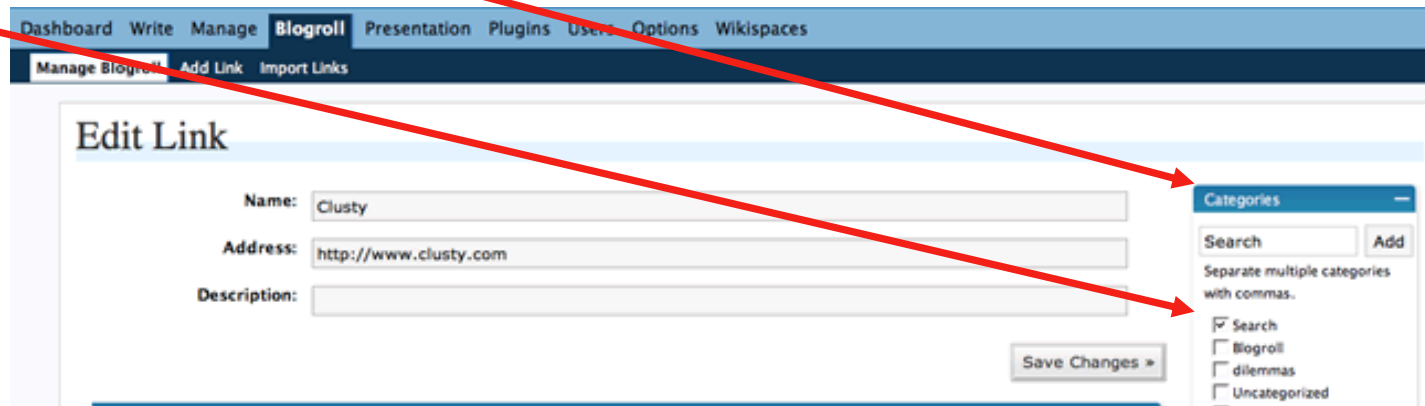 Dashboard Write Manage Blogroll Presentation Plugins Users Options Wikispaces
Manage Blogroll Add Link Import Links
Edit Link
Name: Clusty
Address: http://www.clusty.com
Description:
Save Changes »
Categories –
Search Add
Separate multiple categories
with commas.
Search
Blogroll
dilemmas
Uncategorized